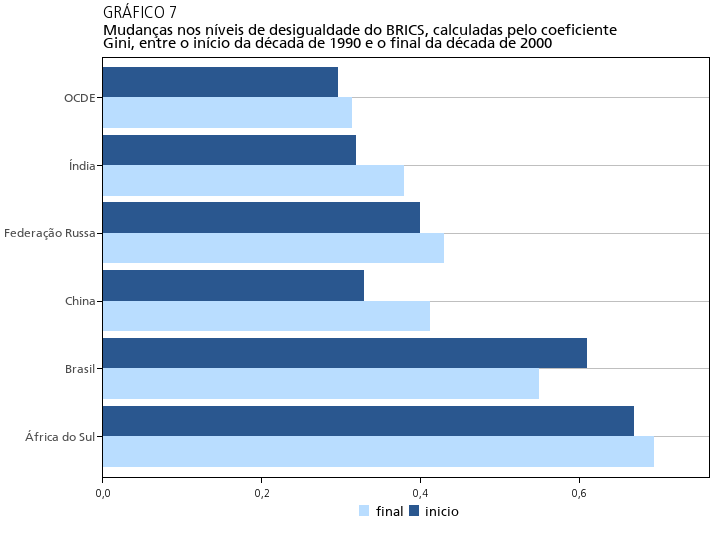 GRÁFICO 7
Mudanças nos níveis de desigualdade do BRICS, calculadas pelo coeficiente
Gini, entre o início da década de 1990 e o final da década de 2000
OCDE
Índia
Federação Russa
China
Brasil
África do Sul
0,0 0,2 0,4 0,6
final inicio